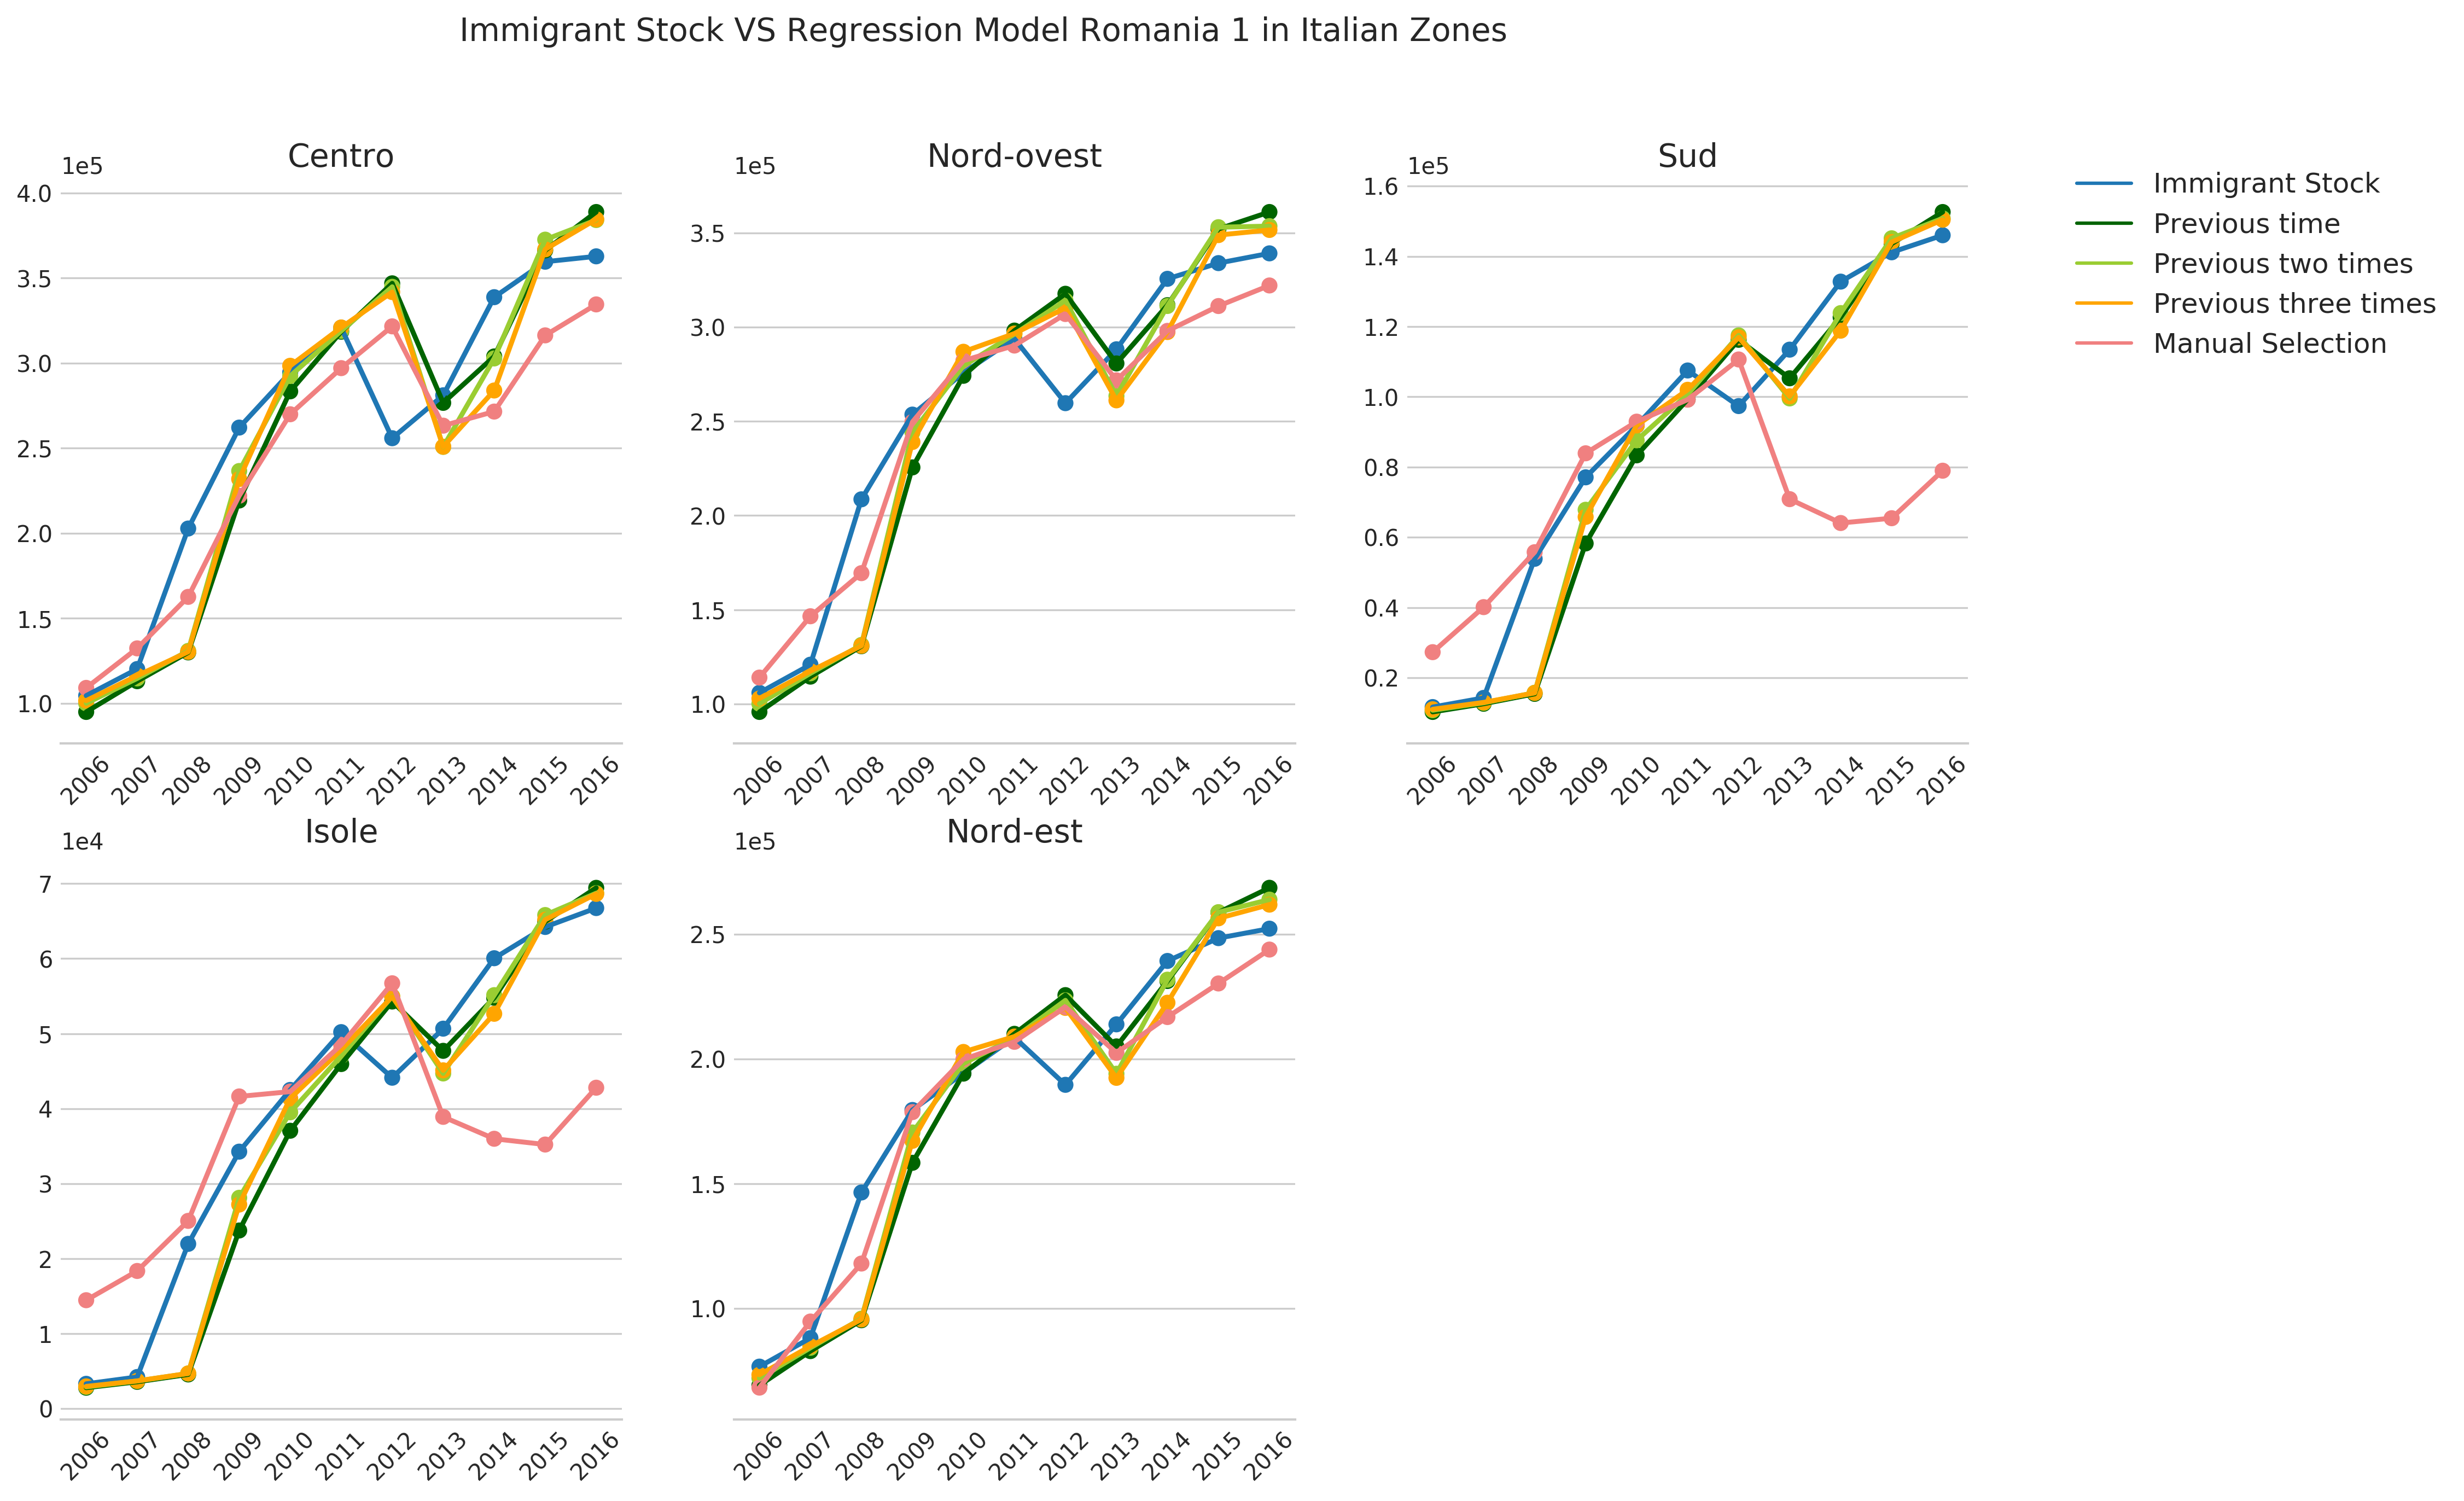 Immigrant Stock VS Regression Model Romania 1 in Italian Zones
Centro
1e5
4.0
3.5
3.0
2.5
2.0
1.5
1.0
2006 2007 2008 2009 2010 2011 2012 2013 2014 2015 2016
Nord-ovest
1e5
3.5
3.0
2.5
2.0
1.5
1.0
2006 2007 2008 2009 2010 2011 2012 2013 2014 2015 2016
Sud
1e5
1.6
1.4
1.2
1.0
0.8
0.6
0.4
0.2
2006 2007 2008 2009 2010 2011 2012 2013 2014 2015 2016
Immigrant Stock
Previous time
Previous two times
Previous three times
Manual Selection
Isole
1e4
7
6
5
4
3
2
1
0
2006 2007 2008 2009 2010 2011 2012 2013 2014 2015 2016
Nord-est
1e5
2.5
2.0
1.5
1.0
2006 2007 2008 2009 2010 2011 2012 2013 2014 2015 2016